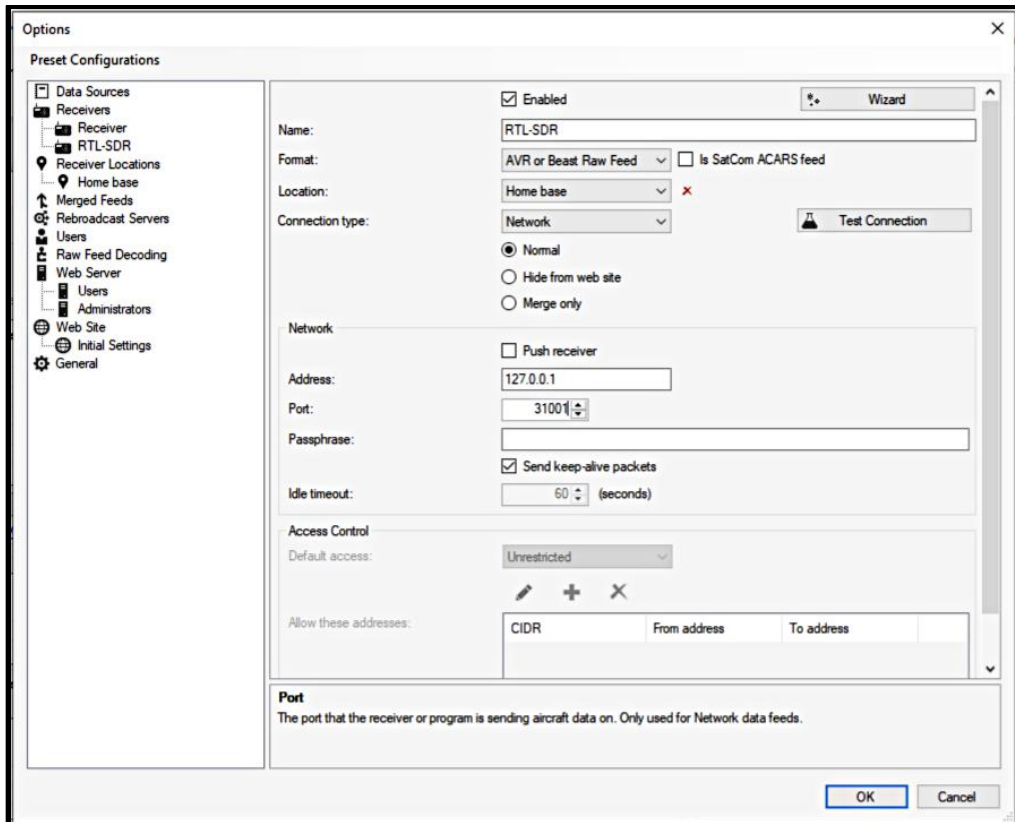 Options
Preset Configurations
Data Sources
Receivers
Receiver
RTL-SDR
Receiver Locations
Home base
Merged Feeds
Rebroadcast Servers
Users
Raw Feed Decoding
Web Server
Users
Administrators
Web Site
Initial Settings
General
Enabled
Wizard
Name: RTL-SDR
Format: AVR or Beast Raw Feed Is SatCom ACARS feed
Location: Home base
Connection type: Network Test Connection
Normal
Hide from web site
Merge only
Network
Push receiver
Address: 127.0.0.1
Port: 31001
Passphrase:
Send keep-alive packets
Idle timeout: 60 (seconds)
Access Control
Default access: Unrestricted
Allow these addresses: CIDR From address To address
Port
The port that the receiver or program is sending aircraft data on. Only used for Network data feeds.
OK Cancel